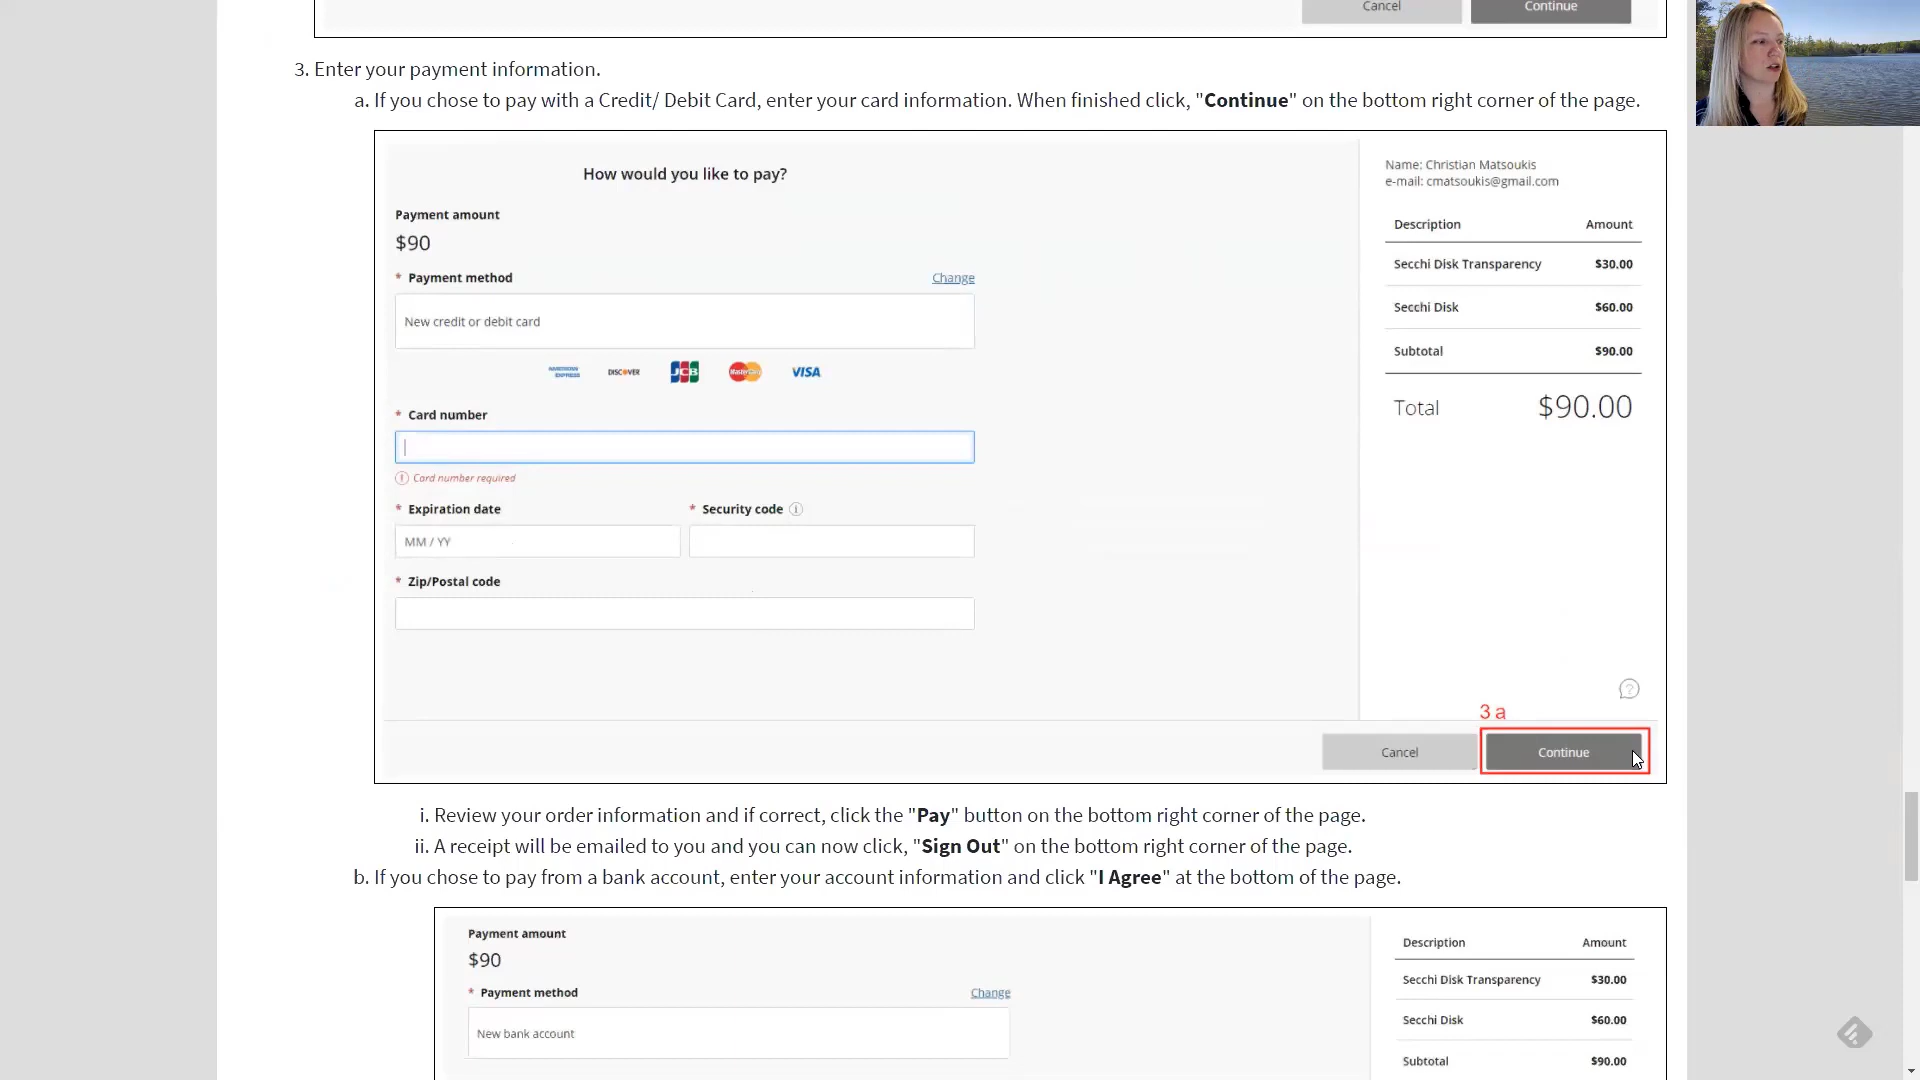 Cancel
Continue
3. Enter your payment information.
a. If you chose to pay with a Credit/ Debit Card, enter your card information. When finished click, "Continue" on the bottom right corner of the page.
How would you like to pay?
Name: Christian Matsoukis
e-mail: cmatsoukis@gmail.com
Payment amount
$90
Description Amount
* Payment method Change
Secchi Disk Transparency $30.00
New credit or debit card
Secchi Disk $60.00
Subtotal $90.00
AMERICAN EXPRESS DISCOVER JCB MasterCard VISA
Total $90.00
* Card number
Card number required
* Expiration date * Security code
MM / YY
* Zip/Postal code
3 a
Cancel
Continue
i. Review your order information and if correct, click the "Pay" button on the bottom right corner of the page.
ii. A receipt will be emailed to you and you can now click, "Sign Out" on the bottom right corner of the page.
b. If you chose to pay from a bank account, enter your account information and click "I Agree" at the bottom of the page.
Payment amount
$90
Description Amount
* Payment method Change
Secchi Disk Transparency $30.00
New bank account
Secchi Disk $60.00
Subtotal $90.00